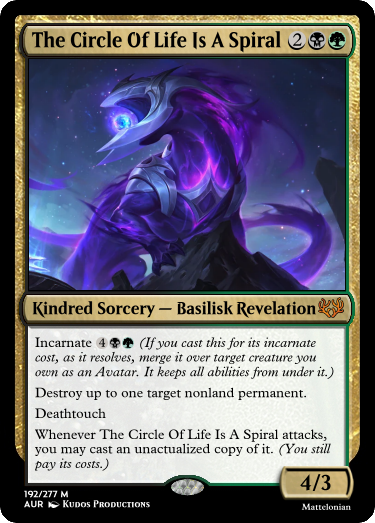 The Circle Of Life Is A Spiral 2
Kindred Sorcery — Basilisk Revelation
Incarnate 4 (If you cast this for its incarnate
cost, as it resolves, merge it over target creature you
own as an Avatar. It keeps all abilities from under it.)
Destroy up to one target nonland permanent.
Deathtouch
Whenever The Circle Of Life Is A Spiral attacks,
you may cast an unactualized copy of it. (You still
pay its costs.)
4/3
192/277 M
AUR Kudos Productions
Mattelonian